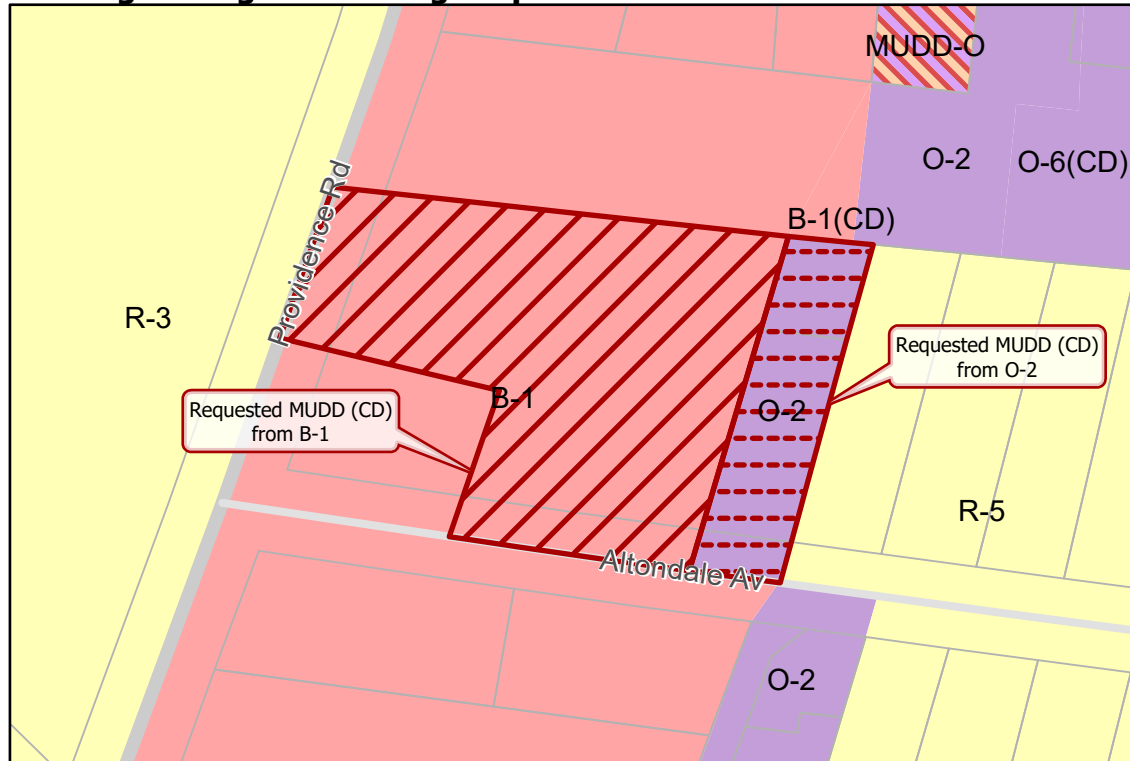 MUDD-O
O-2
O-6(CD)
B-1(CD)
Providence Rd
R-3
Requested MUDD (CD)
from O-2
B-1
O-2
Requested MUDD (CD)
from B-1
R-5
Altondale Av
O-2